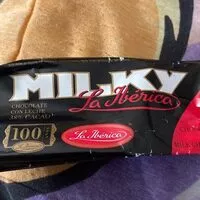 MILKY
La Ibérica
CHOCOLATE
CON LECHE
38% CACAO
100
La Ibérica